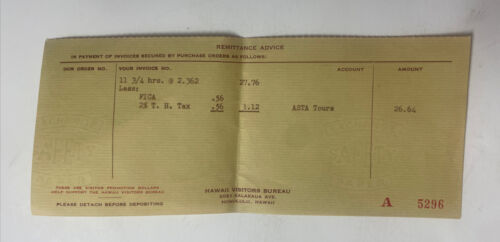 REMITTANCE ADVICE
IN PAYMENT OF INVOICES SECURED BY PURCHASE ORDERS AS FOLLOWS:
OUR ORDER NO. YOUR INVOICE NO. ACCOUNT AMOUNT
11 3/4 hrs. @ 2.362 27.76
Less:
FICA .56
2% T. H. Tax .56 1.12 ASTA Tours 26.64
THESE ARE VISITOR PROMOTION DOLLARS
HELP SUPPORT THE HAWAII VISITORS BUREAU
PLEASE DETACH BEFORE DEPOSITING
HAWAII VISITORS BUREAU
KALAKAUA AVE.
HONOLULU, HAWAII
A 5296